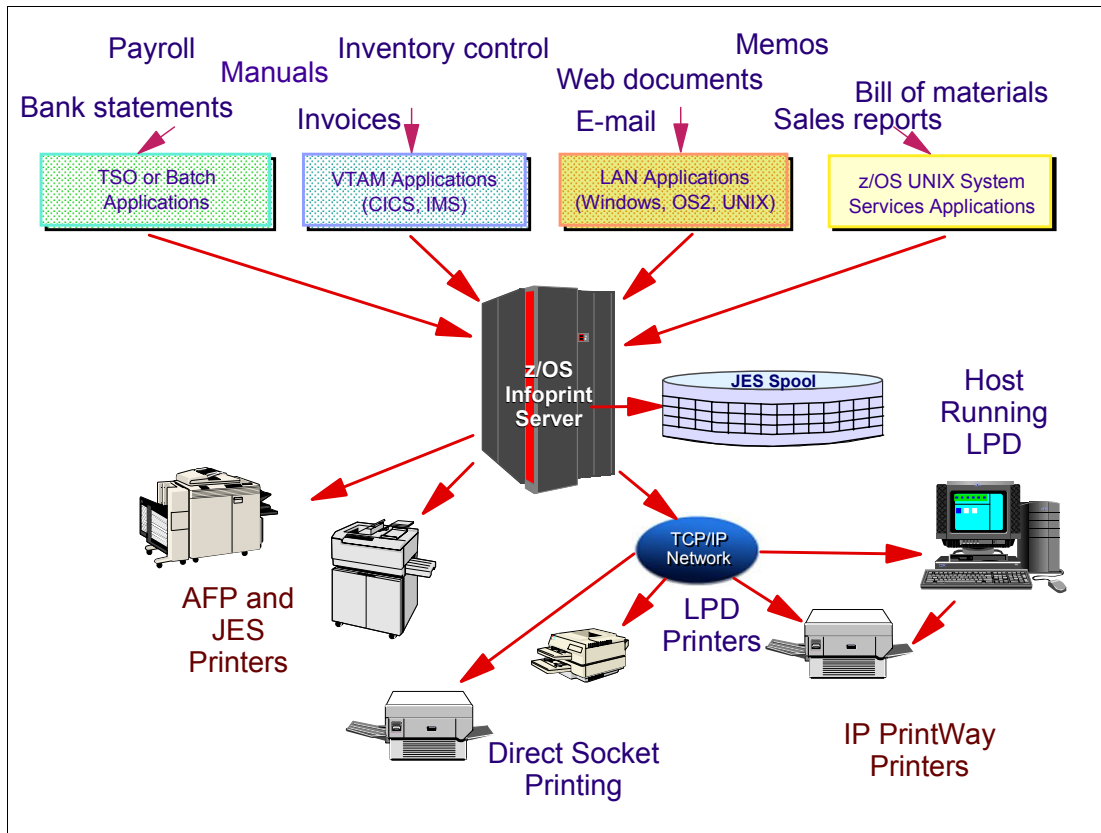 Payroll
Inventory control
Memos
Manuals
Web documents
Bank statements
Invoices
E-mail
Bill of materials
Sales reports
TSO or Batch
Applications
VTAM Applications
(CICS, IMS)
LAN Applications
(Windows, OS2, UNIX)
z/OS UNIX System
Services Applications
z/OS
Infoprint
Server
JES Spool
Host
Running
LPD
TCP/IP
Network
AFP and
JES
Printers
LPD
Printers
Direct Socket
Printing
IP PrintWay
Printers